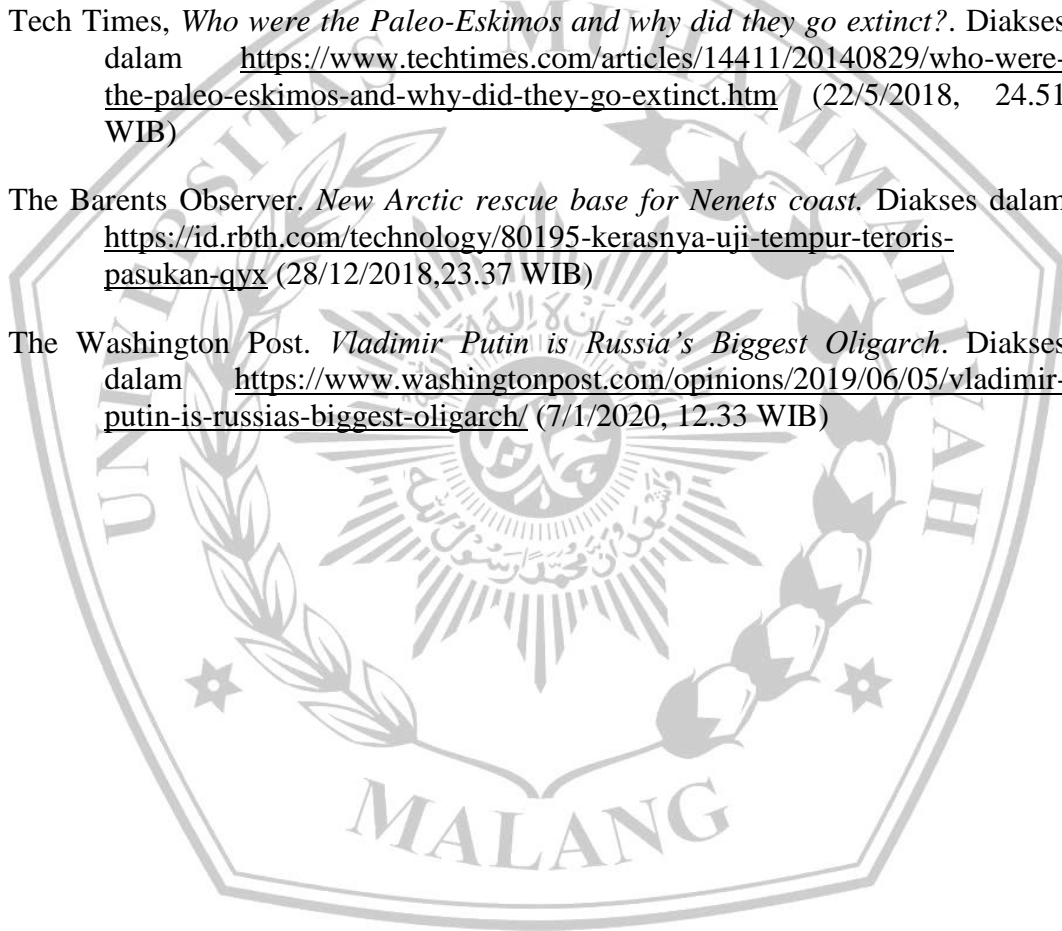 Tech Times, Who were the Paleo-Eskimos and why did they go extinct?. Diakses
dalam https://www.techtimes.com/articles/14411/20140829/who-were-
the-paleo-eskimos-and-why-did-they-go-extinct.htm (22/5/2018, 24.51
WIB)
The Barents Observer. New Arctic rescue base for Nenets coast. Diakses dalam
https://id.rbth.com/technology/80195-kerasnya-uji-tempur-teroris-
pasukan-qyx (28/12/2018,23.37 WIB)
The Washington Post. Vladimir Putin is Russia’s Biggest Oligarch. Diakses
dalam https://www.washingtonpost.com/opinions/2019/06/05/vladimir-
putin-is-russias-biggest-oligarch/ (7/1/2020, 12.33 WIB)
UNIVERSITAS MUHAMMADIYAH
MALANG